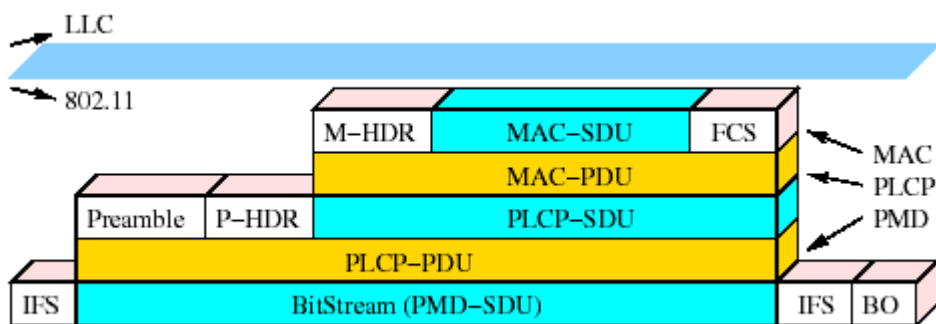 LLC
802.11
M-HDR MAC-SDU FCS
MAC
MAC-PDU
PLCP
Preamble P-HDR PLCP-SDU
PMD
PLCP-PDU
IFS BitStream (PMD-SDU) IFS BO